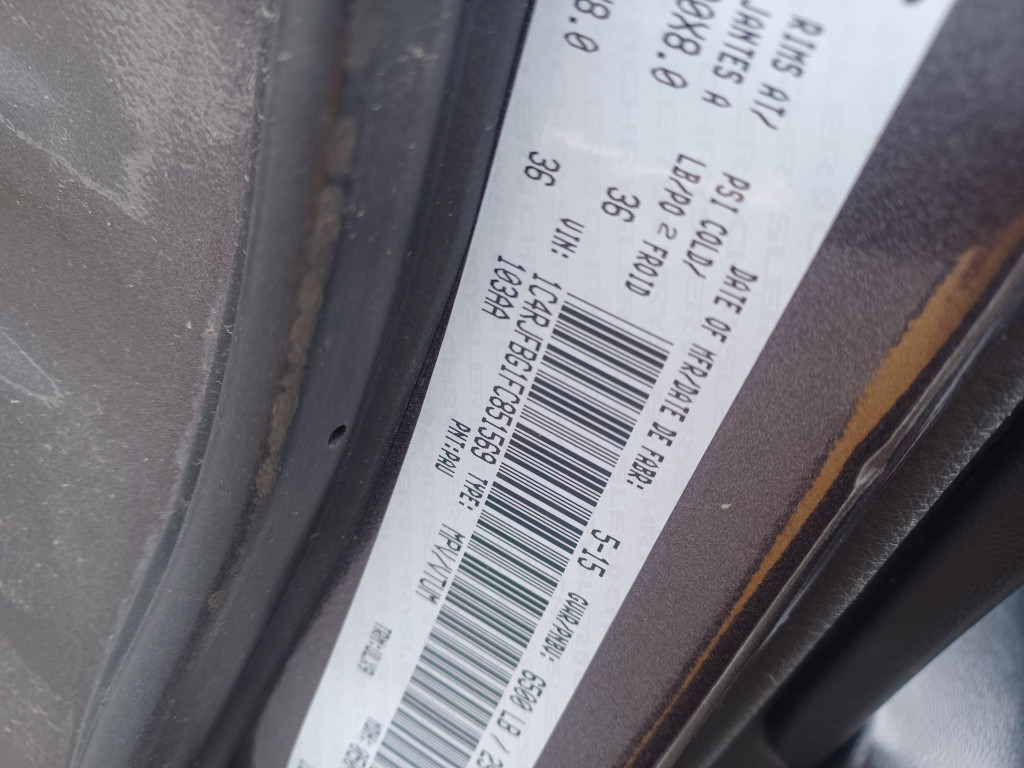 DATE OF MFR/DATE DE FABR: 5-15 GUAR/PNBV: 6500 LB
RIMS AT/ PSI COLD/
JANTES A LB/PO2 FROID
0X8.0 36
8.0 36
VIN: 1C4RJFBG1FC851569 TYPE: MPV/VTUM
103AA PNT:PAU